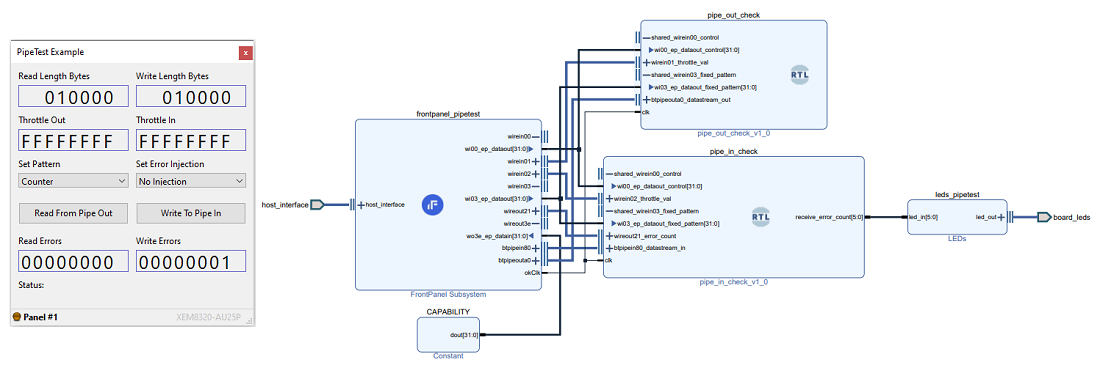 PipeTest Example
x
Read Length Bytes
Write Length Bytes
010000
010000
Throttle Out
Throttle In
FFFFFFFF
FFFFFFFF
Set Pattern
Set Error Injection
Counter
No Injection
Read From Pipe Out
Write To Pipe In
Read Errors
Write Errors
00000000
00000001
Status:
Panel #1
XEM8320-AU25P
host_interface
frontpanel_pipetest
host_interface
wirein00
wi00_ep_dataout[31:0]
wirein01
wirein02
wirein03
wi03_ep_dataout[31:0]
wireout21
wireout3e
wo3e_ep_datain[31:0]
btpipein80
btpipeouta0
okClk
FrontPanel Subsystem
CAPABILITY
dout[31:0]
Constant
pipe_out_check
shared_wirein00_control
wi00_ep_dataout_control[31:0]
wirein01_throttle_val
shared_wirein03_fixed_pattern
wi03_ep_dataout_fixed_pattern[31:0]
btpipeouta0_datastream_out
clk
RTL
pipe_out_check_v1_0
pipe_in_check
shared_wirein00_control
wi00_ep_dataout_control[31:0]
wirein02_throttle_val
shared_wirein03_fixed_pattern
wi03_ep_dataout_fixed_pattern[31:0]
wireout21_error_count
btpipein80_datastream_in
clk
RTL
receive_error_count[5:0]
pipe_in_check_v1_0
leds_pipetest
led_in[5:0]
led_out
LEDs
board_leds